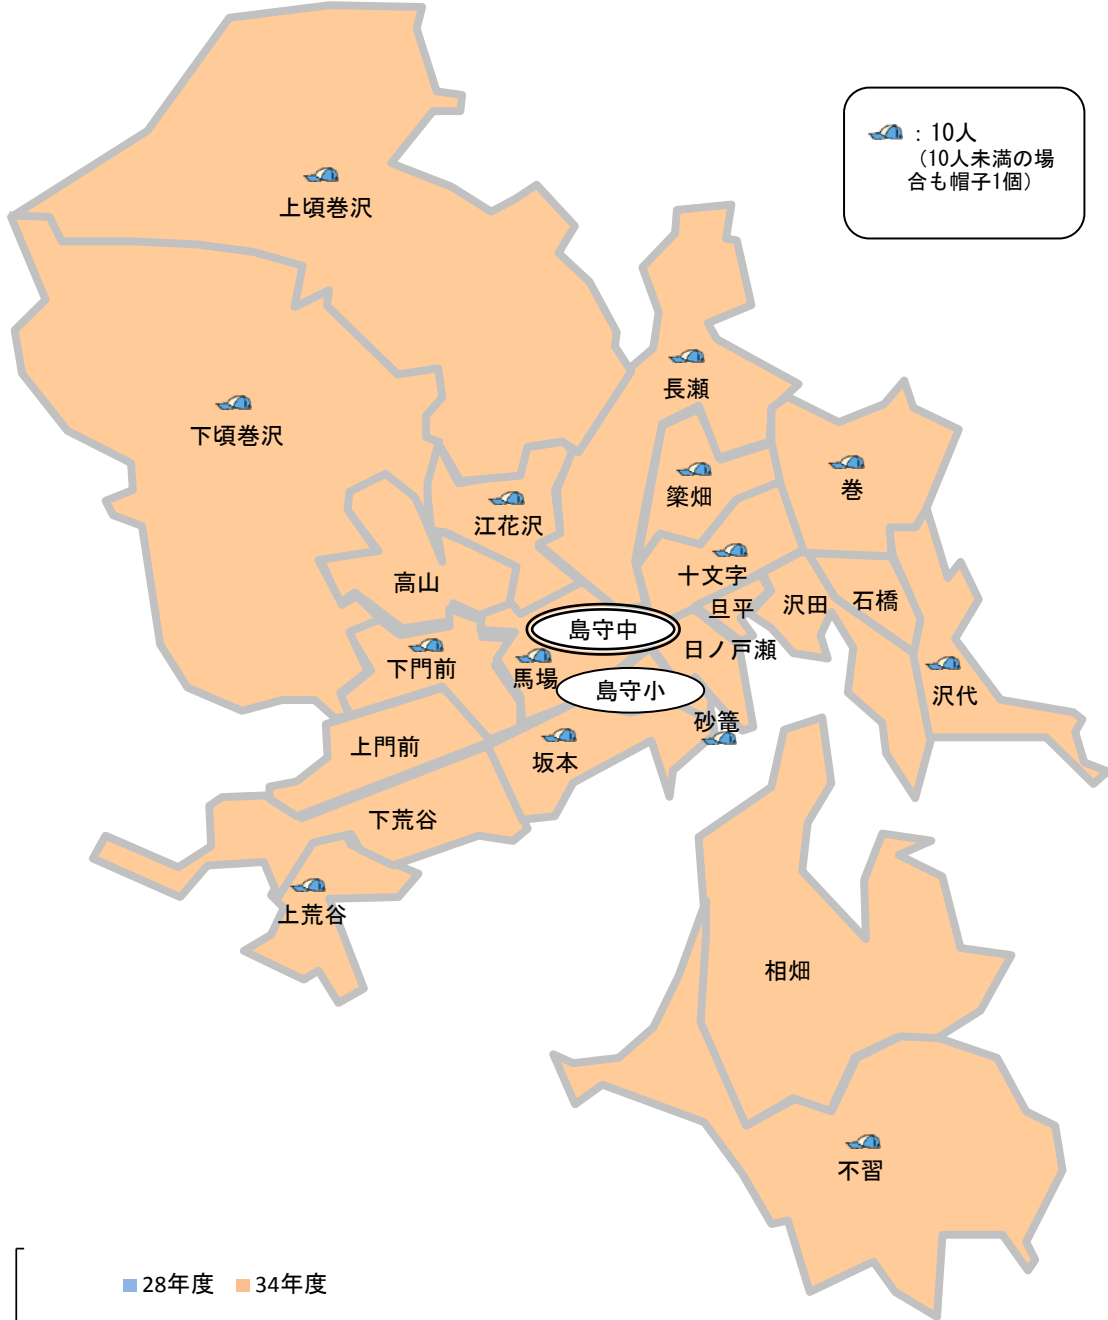 ：10人
（10人未満の場
合も帽子1個）
上頃巻沢
長瀬
下頃巻沢
簗畑
巻
江花沢
十文字
高山
旦平
沢田
石橋
島守中
日ノ戸瀬
下門前
馬場
島守小
沢代
砂篭
上門前
坂本
下荒谷
上荒谷
相畑
不習
28年度
34年度